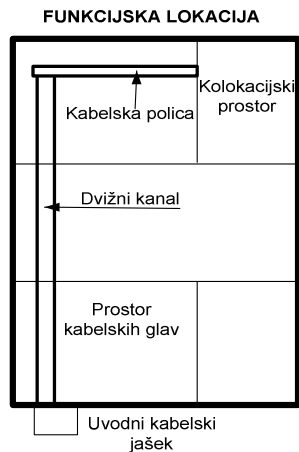 FUNKCIJSKA LOKACIJA
Kolokacijski
prostor
Kabelska polica
Dvižni kanal
Prostor
kabelskih glav
Uvodni kabelski
jašek